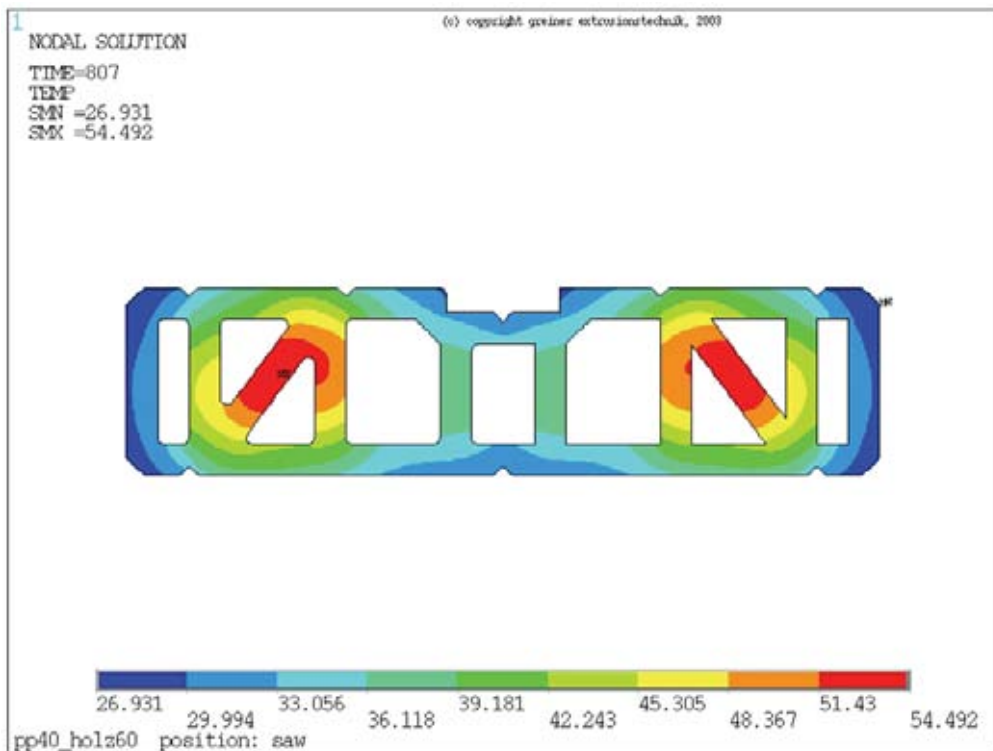 (c) copyright greiner extrusionstechnik, 2003
1
NODAL SOLUTION
TIME=807
TEMP
SMN =26.931
SMX =54.492
MX
26.931 33.056 39.181 45.305 51.43
29.994 36.118 42.243 48.367 54.492
pp40_holz60 position: saw